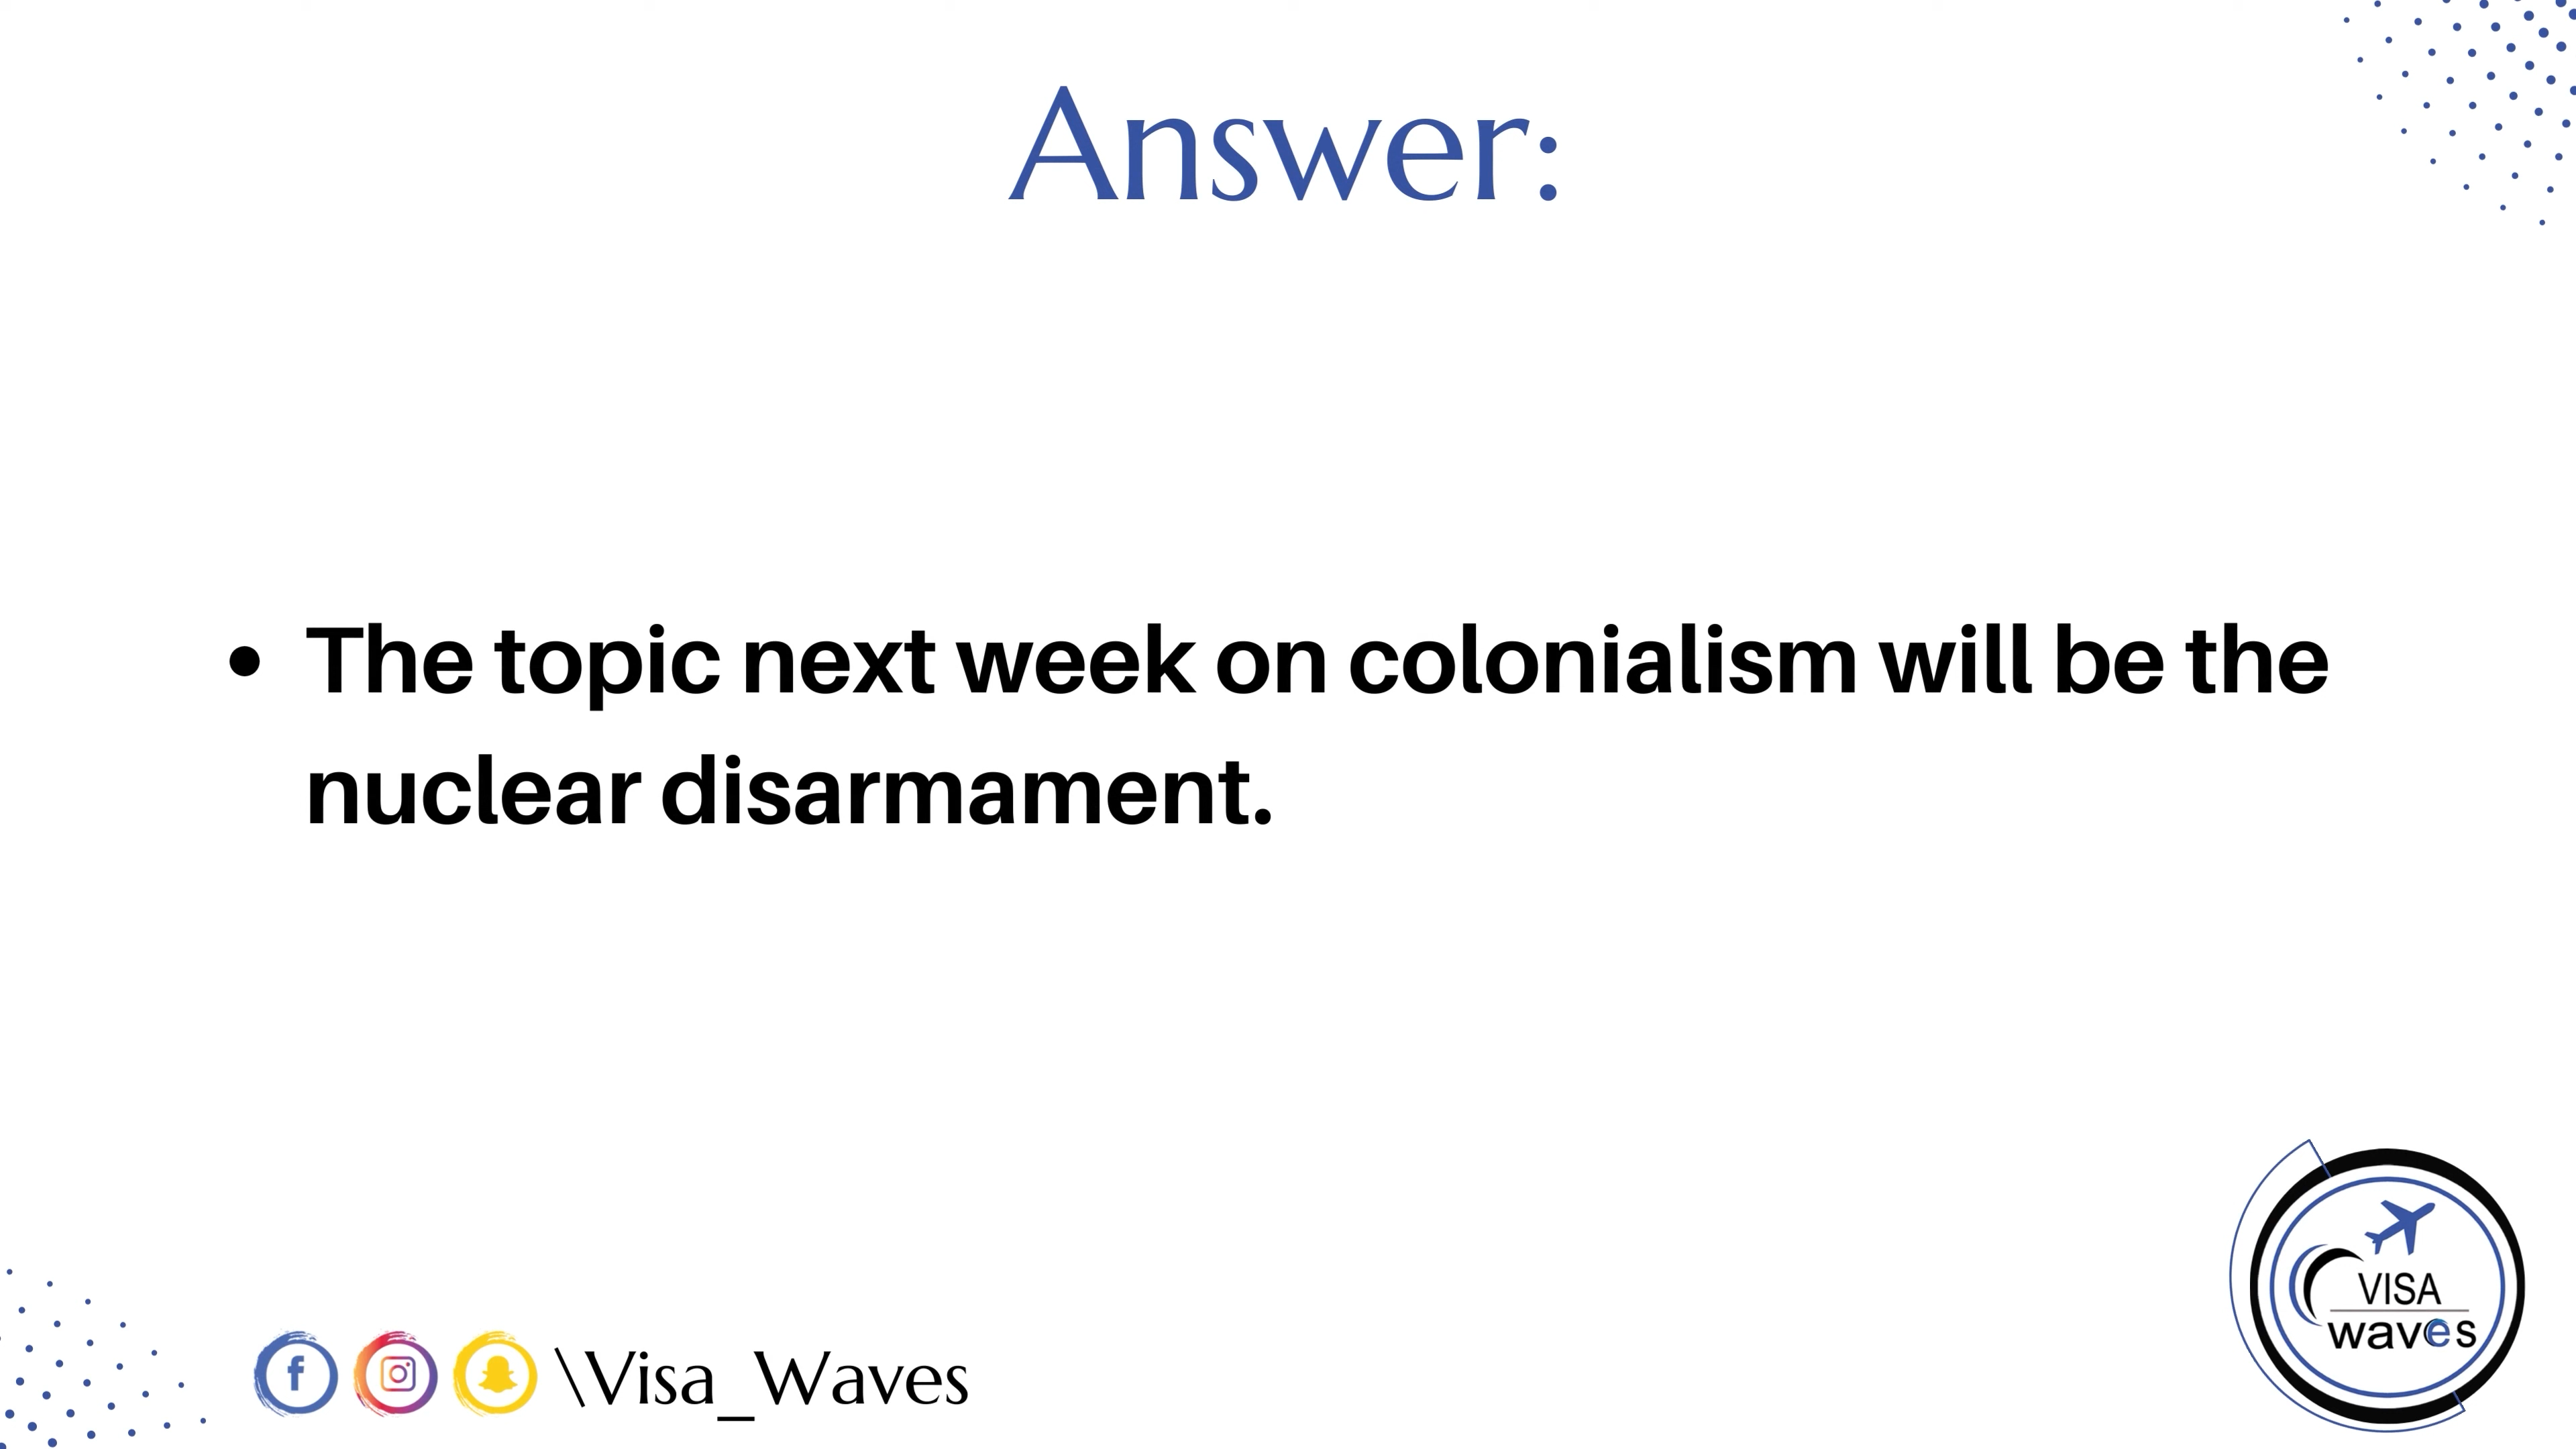 Answer:
• The topic next week on colonialism will be the
nuclear disarmament.
\Visa_Waves
VISA
waves